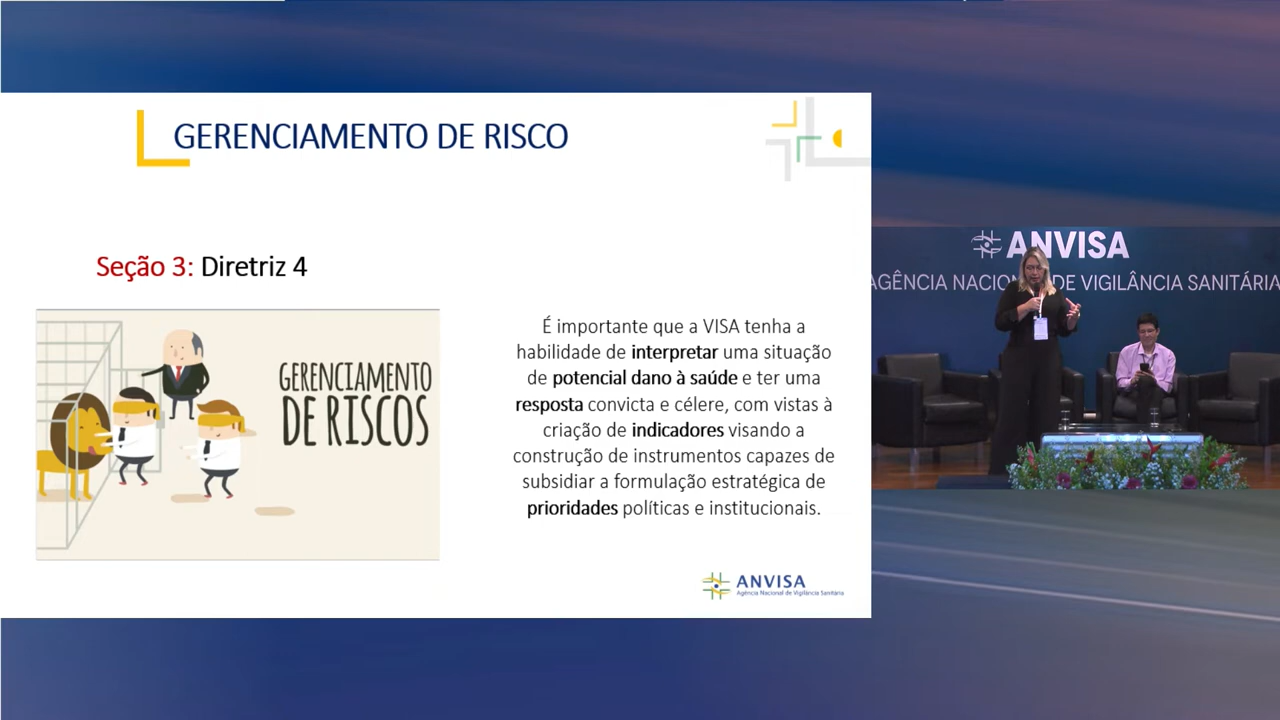 GERENCIAMENTO DE RISCO
Seção 3: Diretriz 4
GERENCIAMENTO
DE RISCOS
É importante que a VISA tenha a
habilidade de interpretar uma situação
de potencial dano à saúde e ter uma
resposta convicta e célere, com vistas à
criação de indicadores visando a
construção de instrumentos capazes de
subsidiar a formulação estratégica de
prioridades políticas e institucionais.
ANVISA
Agência Nacional de Vigilância Sanitária
ANVISA
AGÊNCIA NACION DE VIGILÂNCIA SANITÁRIA